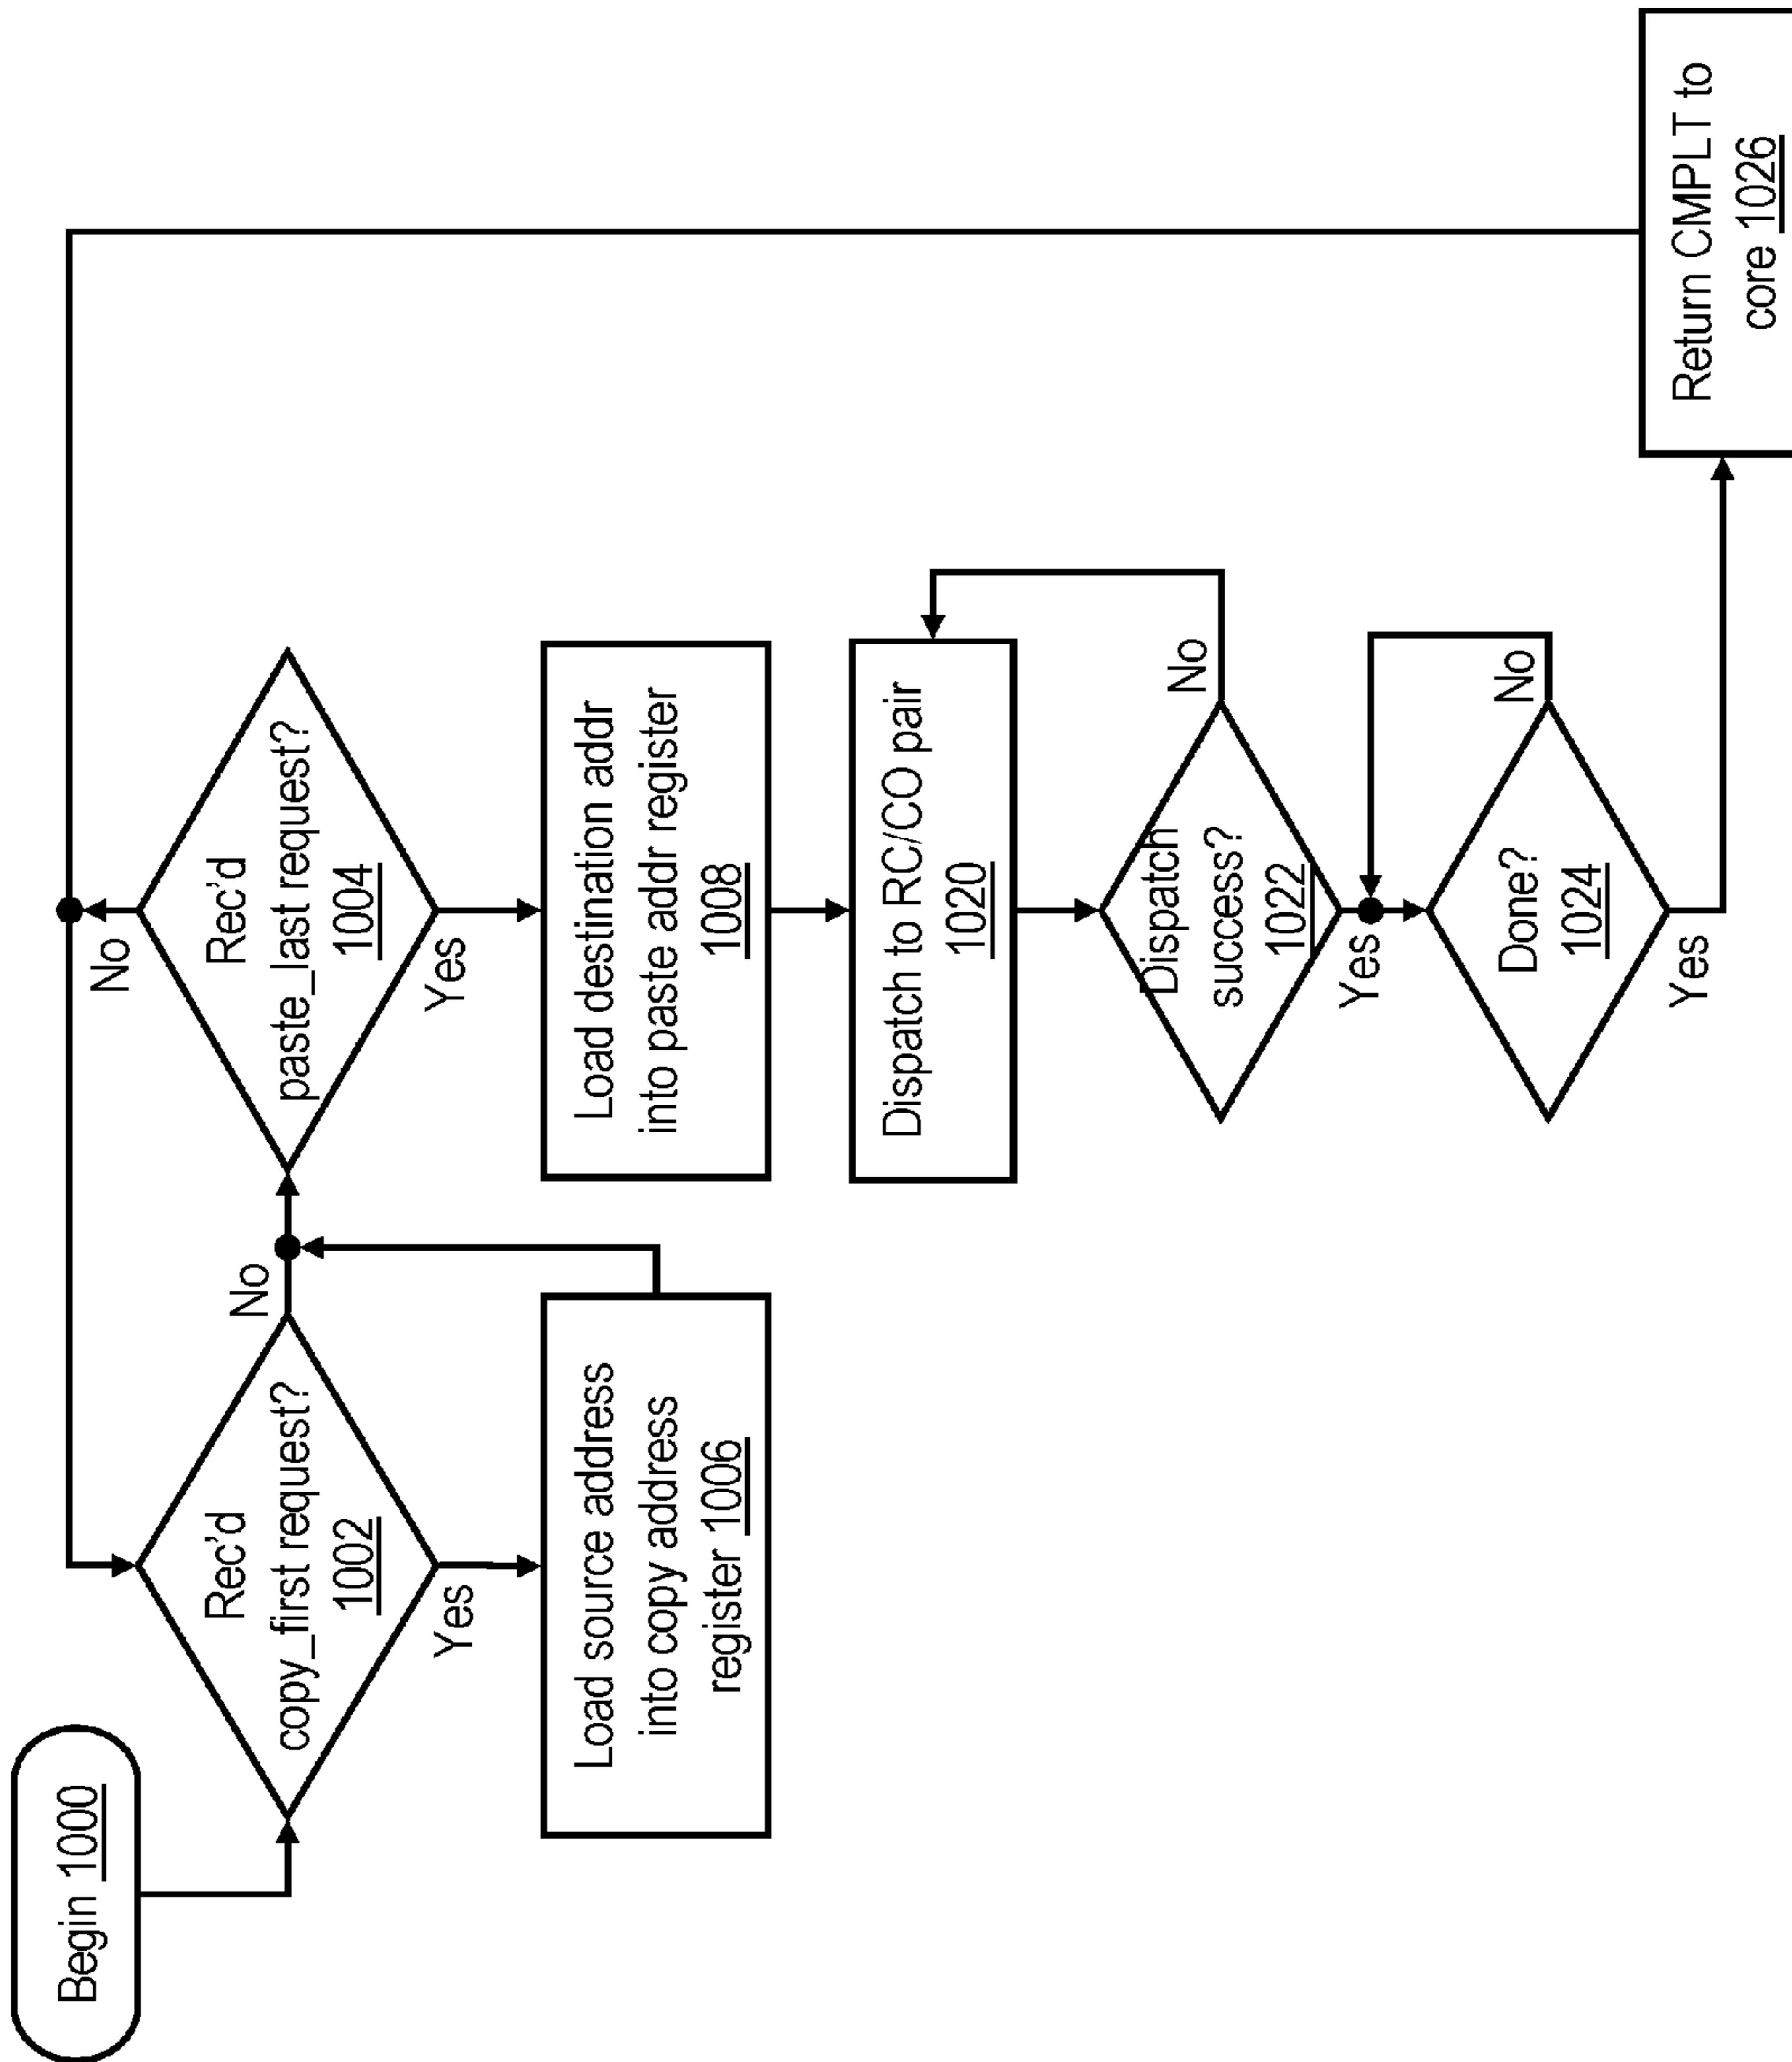 Begin 1000
Rec'd
copy_first request?
1002
No
Yes
Load source address
into copy address
register 1006
Rec'd
paste_last request?
1004
No
Yes
Load destination addr
into paste addr register
1008
Dispatch to RC/CO pair
1020
Dispatch
success?
1022
No
Yes
Done?
1024
No
Yes
Return CMPLT to
core 1026